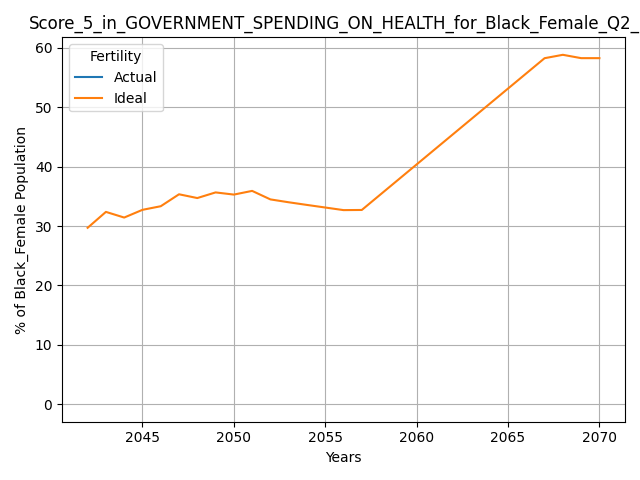 Score_5_in_GOVERNMENT_SPENDING_ON_HEALTH_for_Black_Female_Q2_
Fertility
Actual
Ideal
% of Black_Female Population
60
50
40
30
20
10
0
2045 2050 2055 2060 2065 2070
Years